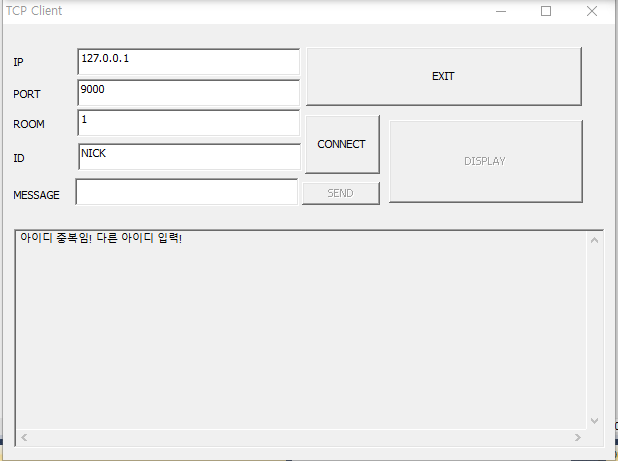 TCP Client
IP
127.0.0.1
EXIT
PORT
9000
ROOM
1
CONNECT
DISPLAY
ID
NICK
MESSAGE
SEND
아이디 중복임! 다른 아이디 입력!